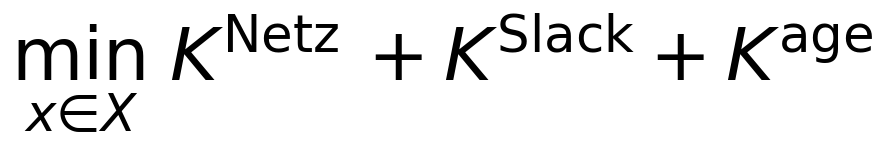 min K^Netz + K^Slack + K^age
x∈X